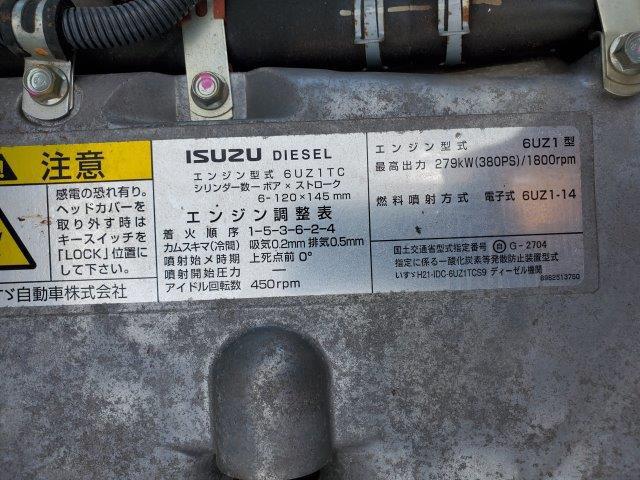 注意
感電の恐れ有り。
ヘッドカバーを
取り外す時は
キースイッチを
「LOCK」位置に
して下さい。
すゞ自動車株式会社
ISUZU DIESEL
エンジン型式 6UZ1TC
シリンダー数－ボア×ストローク
6-120×145mm
エンジン調整表
着火順序 1-5-3-6-2-4
カムスキマ(冷間) 吸気0.2mm 排気0.5mm
噴射始メ時期 上死点前0°
噴射開始圧力 ―
アイドル回転数 450rpm
エンジン型式 6UZ1型
最高出力 279kW(380PS)/1800rpm
燃料噴射方式 電子式 6UZ1-14
国土交通省型式指定番号 G-2704
指定に係る一酸化炭素等発散防止装置型式
いすゞH21-IDC-6UZ1TCS9 ディーゼル機関
8982513760